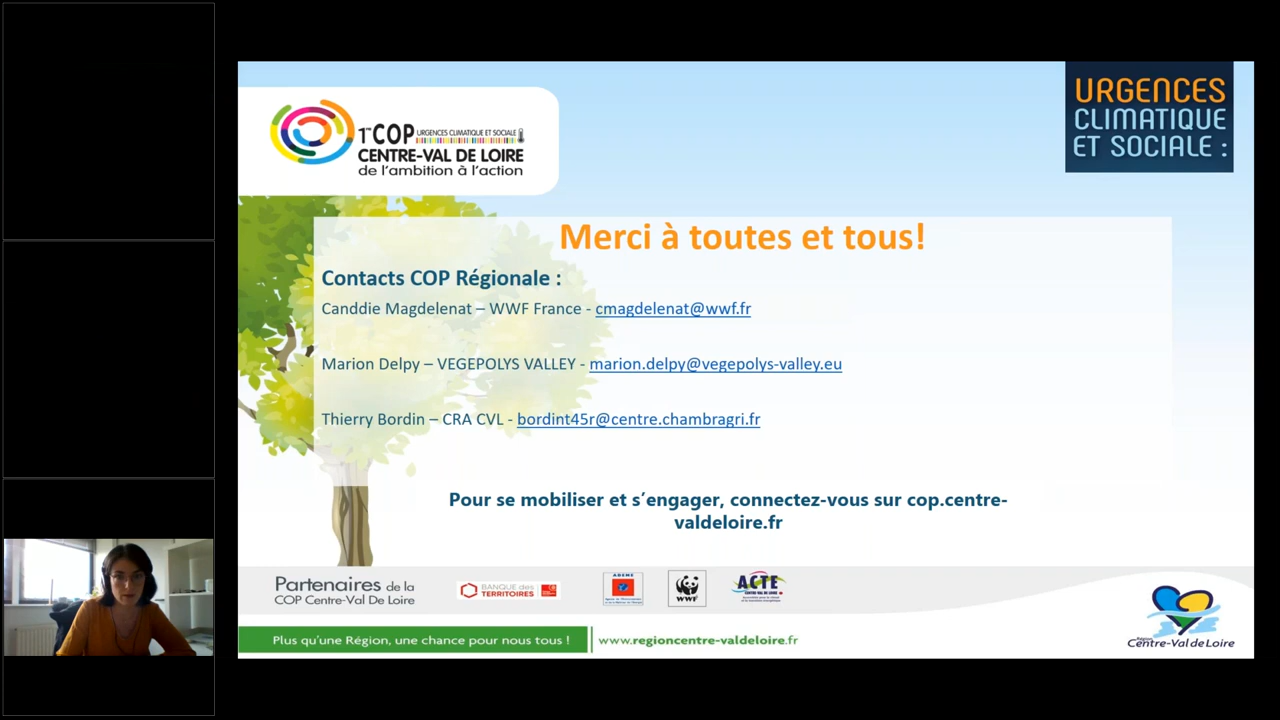 1ère COP URGENCES CLIMATIQUE ET SOCIALE
CENTRE-VAL DE LOIRE
de l'ambition à l'action
URGENCES
CLIMATIQUE
ET SOCIALE :
Merci à toutes et tous!
Contacts COP Régionale :
Canddie Magdelenat – WWF France - cmagdelenat@wwf.fr
Marion Delpy – VEGEPOLYS VALLEY - marion.delpy@vegepolys-valley.eu
Thierry Bordin – CRA CVL - bordint45r@centre.chambragri.fr
Pour se mobiliser et s'engager, connectez-vous sur cop.centre-
valdeloire.fr
Partenaires de la
COP Centre-Val De Loire
BANQUE des
TERRITOIRES
ADEME
WWF
ACTE
CENTRE-VAL DE LOIRE
Plus qu'une Région, une chance pour nous tous !
www.regioncentre-valdeloire.fr
Centre-Val de Loire